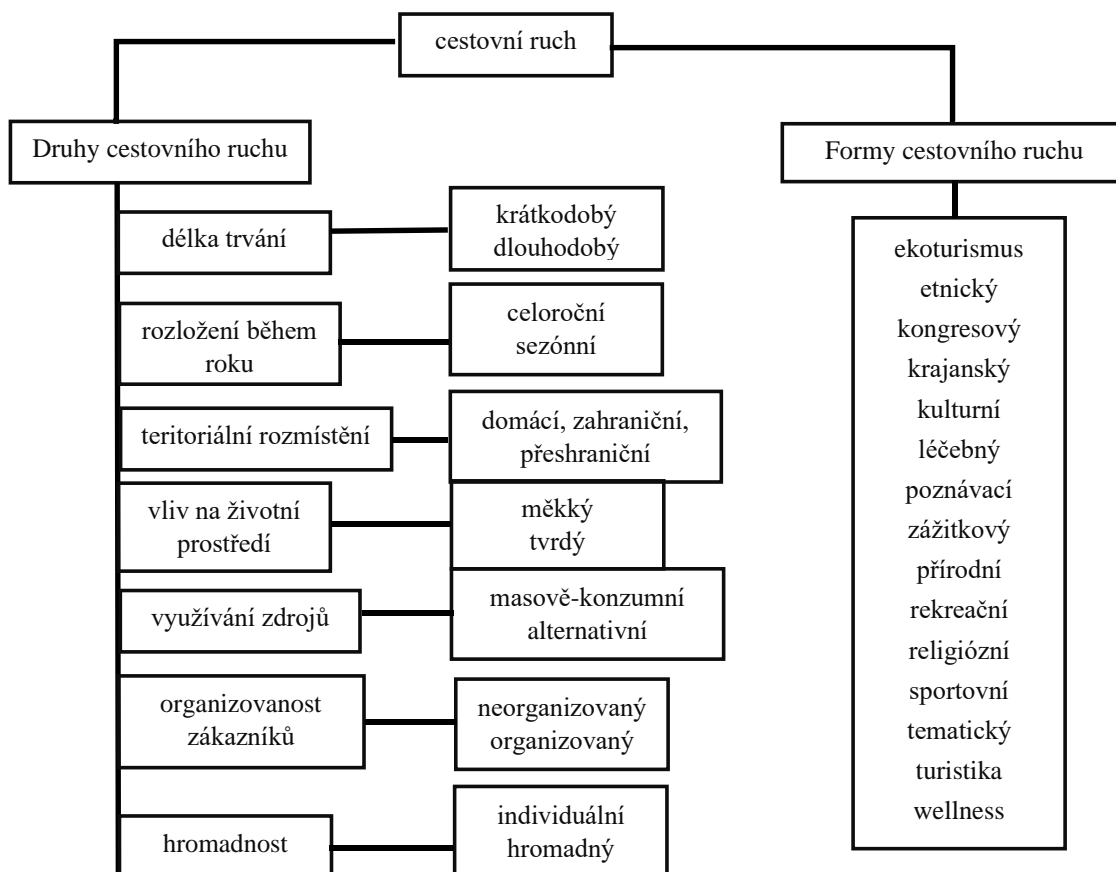 cestovní ruch
Druhy cestovního ruchu
délka trvání
krátkodobý
dlouhodobý
rozložení během
roku
celoroční
sezónní
teritoriální rozmístění
domácí, zahraniční,
přeshraniční
vliv na životní
prostředí
měkký
tvrdý
využívání zdrojů
masově-konzumní
alternativní
organizovanost
zákazníků
neorganizovaný
organizovaný
hromadnost
individuální
hromadný
Formy cestovního ruchu
ekoturismus
etnický
kongresový
krajanský
kulturní
léčebný
poznávací
zážitkový
přírodní
rekreační
religiózní
sportovní
tematický
turistika
wellness